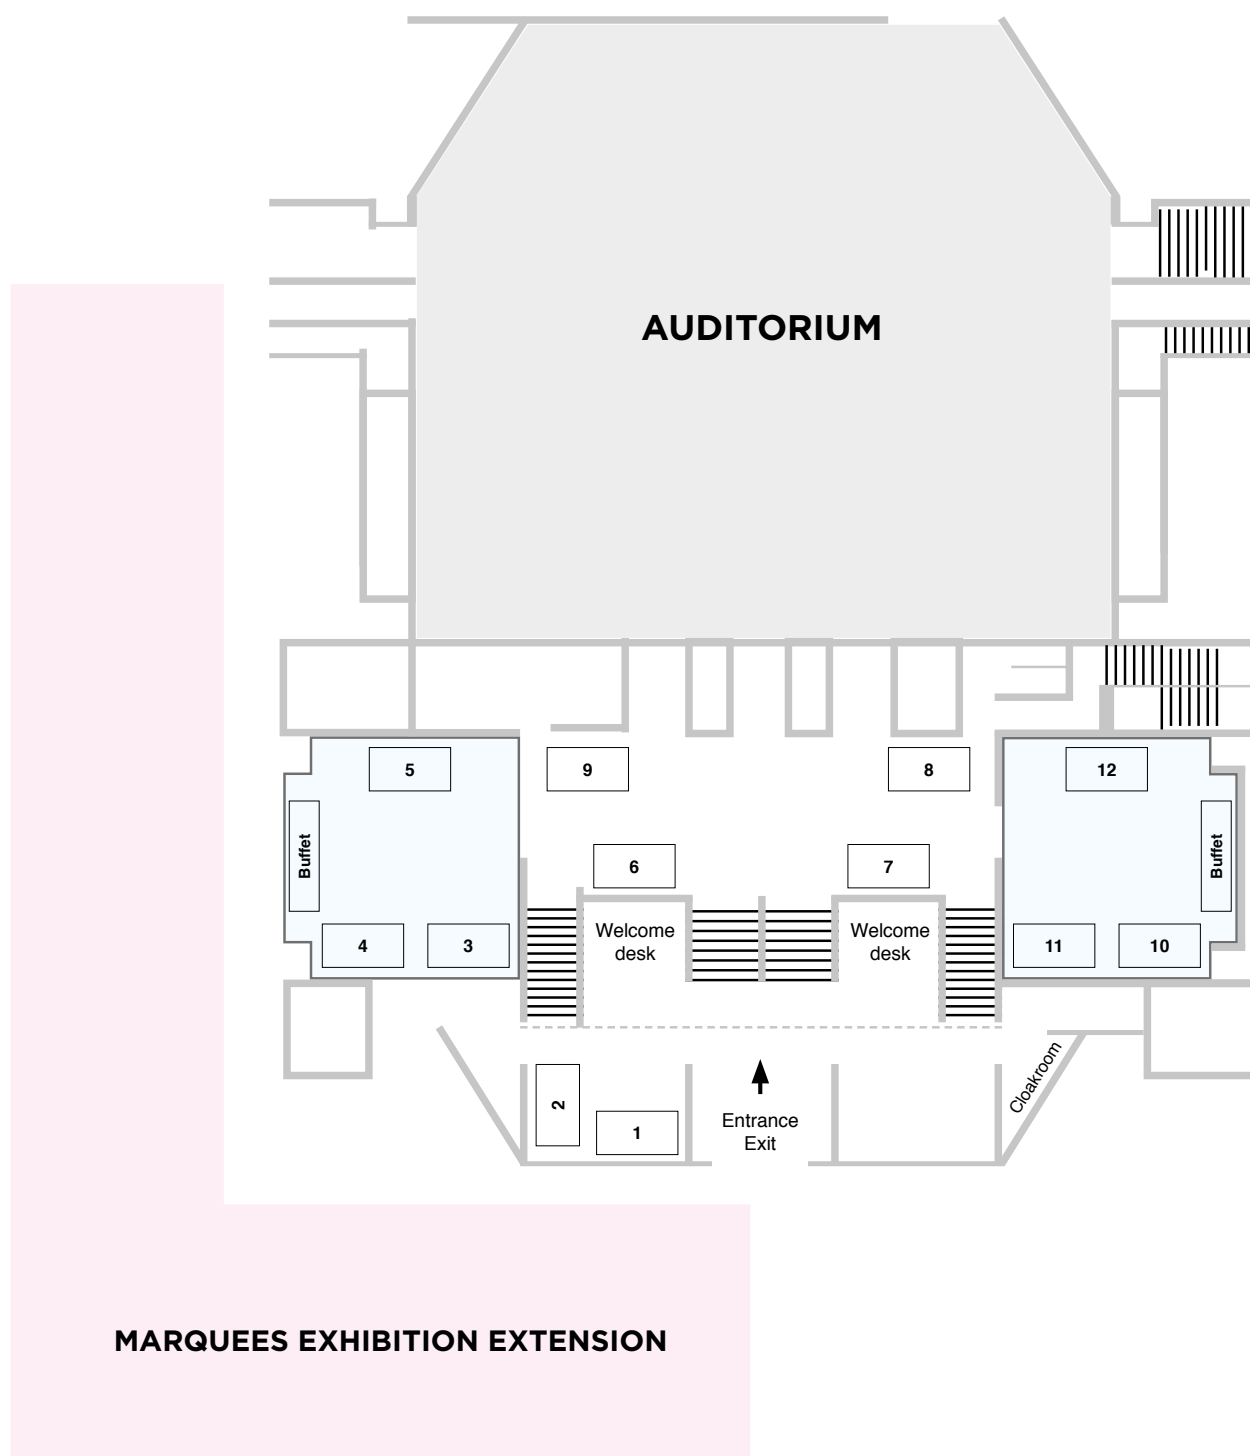 AUDITORIUM
5
9
8
12
Buffet
6
7
Buffet
4
3
Welcome
desk
Welcome
desk
11
10
Cloakroom
2
1
Entrance
Exit
MARQUEES EXHIBITION EXTENSION